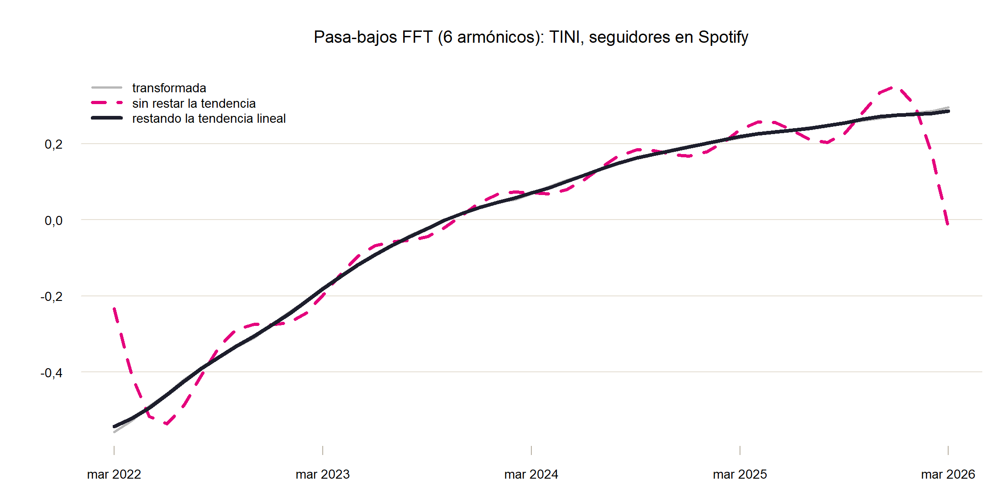 Pasa-bajos FFT (6 armónicos): TINI, seguidores en Spotify
transformada
sin restar la tendencia
restando la tendencia lineal
0,2
0,0
-0,2
-0,4
mar 2022
mar 2023
mar 2024
mar 2025
mar 2026